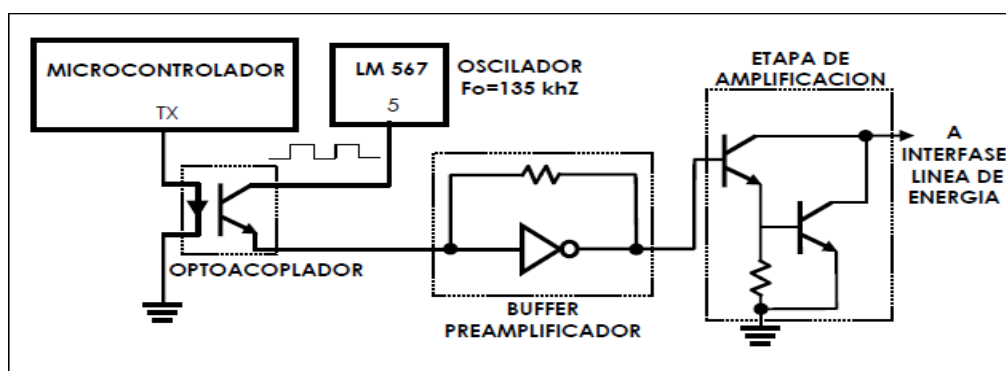 MICROCONTROLADOR
TX
LM 567
5
OSCILADOR
Fo=135 khZ
ETAPA DE
AMPLIFICACION
A
INTERFASE
LINEA DE
ENERGIA
OPTOACOPLADOR
BUFFER
PREAMPLIFICADOR